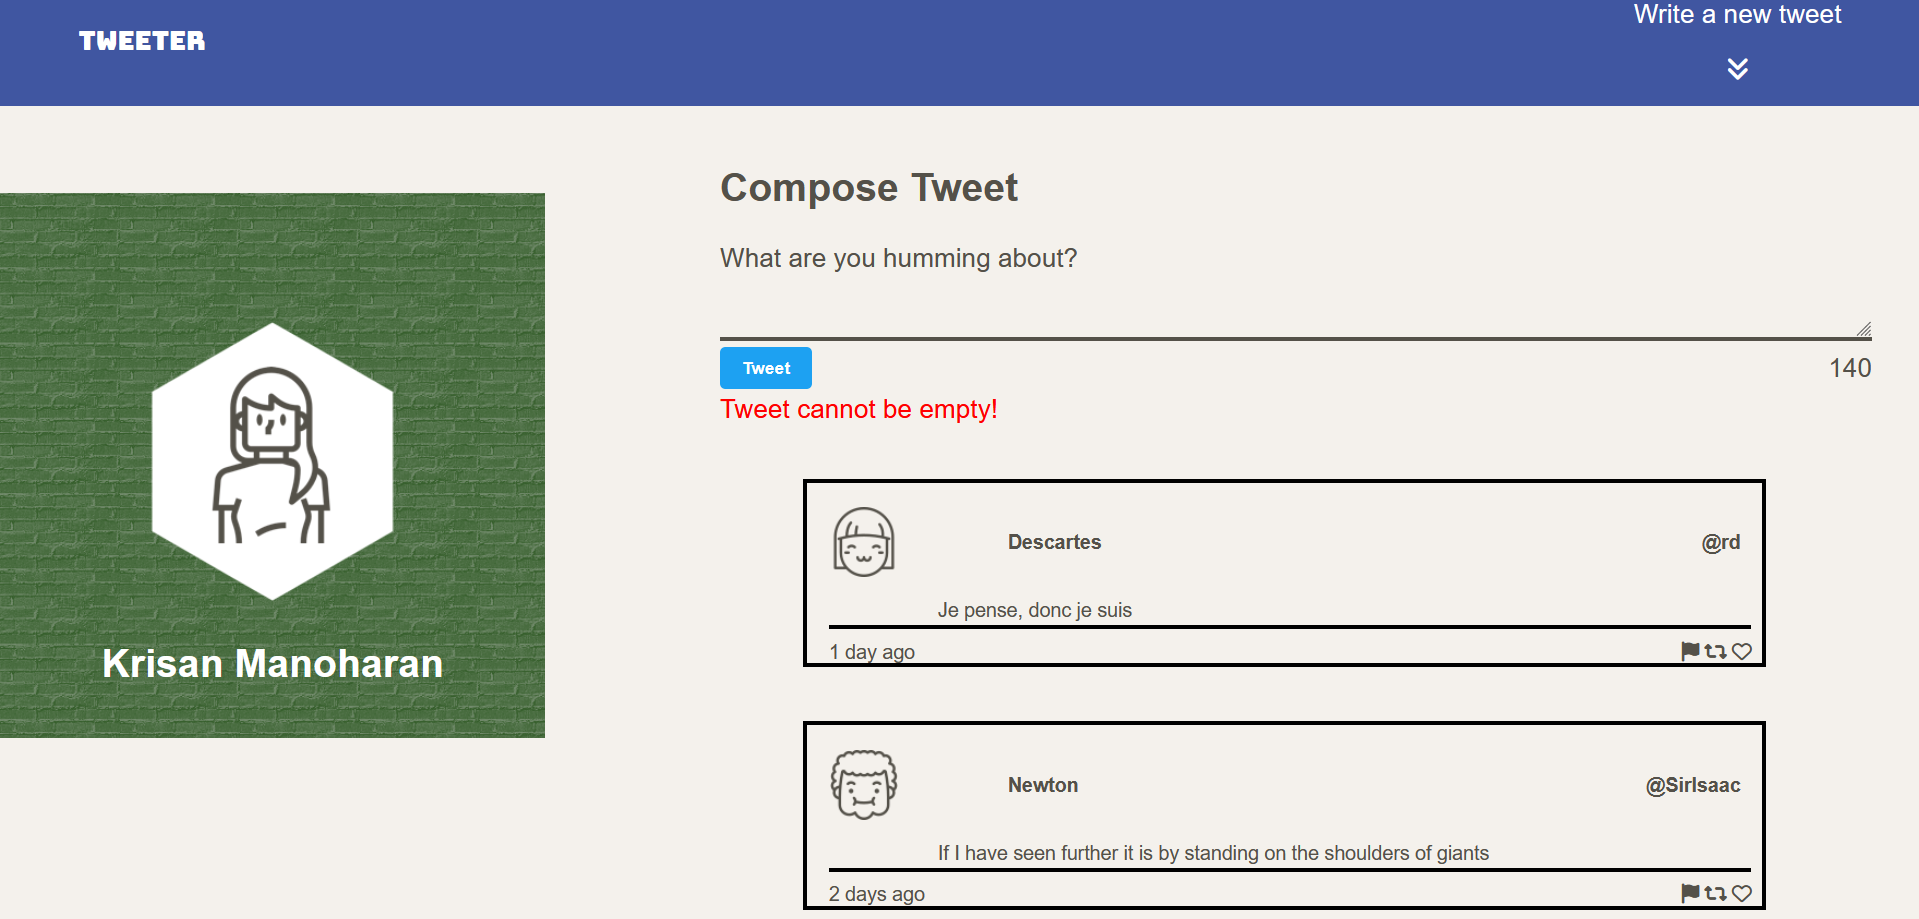 TWEETER
Write a new tweet
Krisan Manoharan
Compose Tweet
What are you humming about?
Tweet
140
Tweet cannot be empty!
Descartes
@rd
Je pense, donc je suis
1 day ago
Newton
@SirIsaac
If I have seen further it is by standing on the shoulders of giants
2 days ago